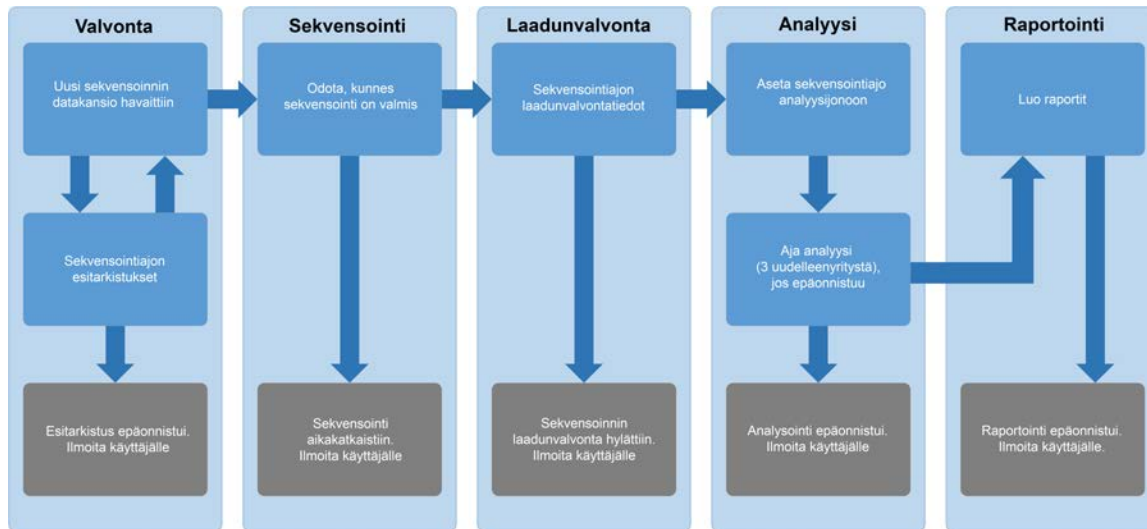 Valvonta
Uusi sekvensoinnin
datakansio havaittiin
Sekvensointiajon
esitarkistukset
Esitarkistus epäonnistui.
Ilmoita käyttäjälle
Sekvensointi
Odota, kunnes
sekvensointi on valmis
Sekvensointi
aikakatkaistiin.
Ilmoita käyttäjälle
Laadunvalvonta
Sekvensointiajon
laadunvalvontatiedot
Sekvensoinnin
laadunvalvonta hylättiin.
Ilmoita käyttäjälle
Analyysi
Aseta sekvensointiajo
analyysijonoon
Aja analyysi
(3 uudelleenyritystä),
jos epäonnistuu
Analysointi epäonnistui.
Ilmoita käyttäjälle
Raportointi
Luo raportit
Raportointi epäonnistui.
Ilmoita käyttäjälle.